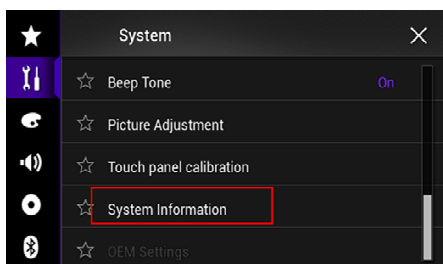 System
Beep Tone On
Picture Adjustment
Touch panel calibration
System Information
OEM Settings